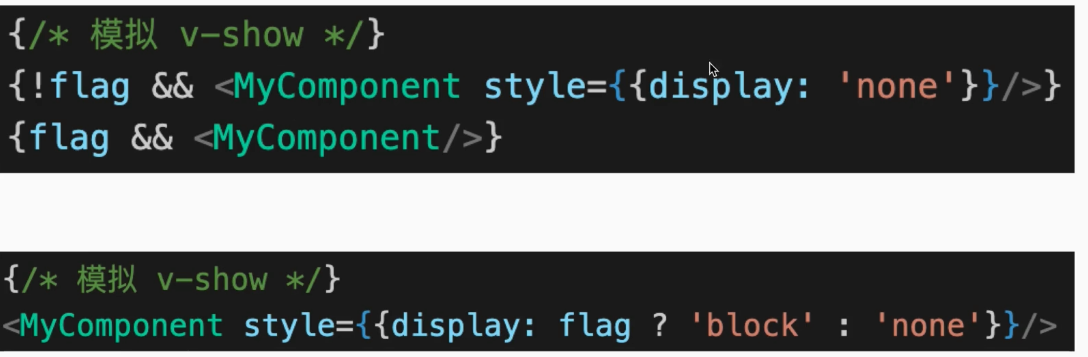 {/* 模拟 v-show */}
{!flag && <MyComponent style={{display: 'none'}}/>}
{flag && <MyComponent/>}
{/* 模拟 v-show */}
<MyComponent style={{display: flag ? 'block' : 'none'}}/>